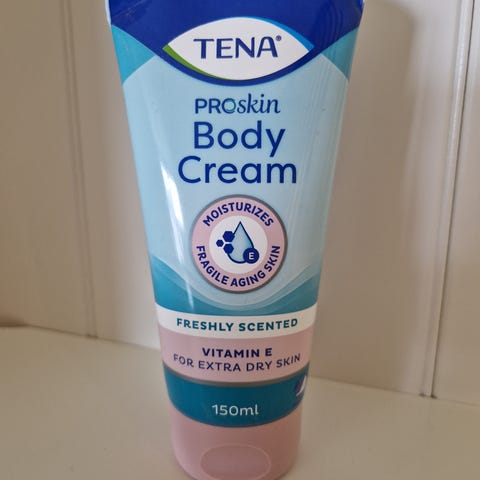 TENA®
PROskin
Body
Cream
MOISTURIZES
FRAGILE AGING SKIN
E
FRESHLY SCENTED
VITAMIN E
FOR EXTRA DRY SKIN
150ml